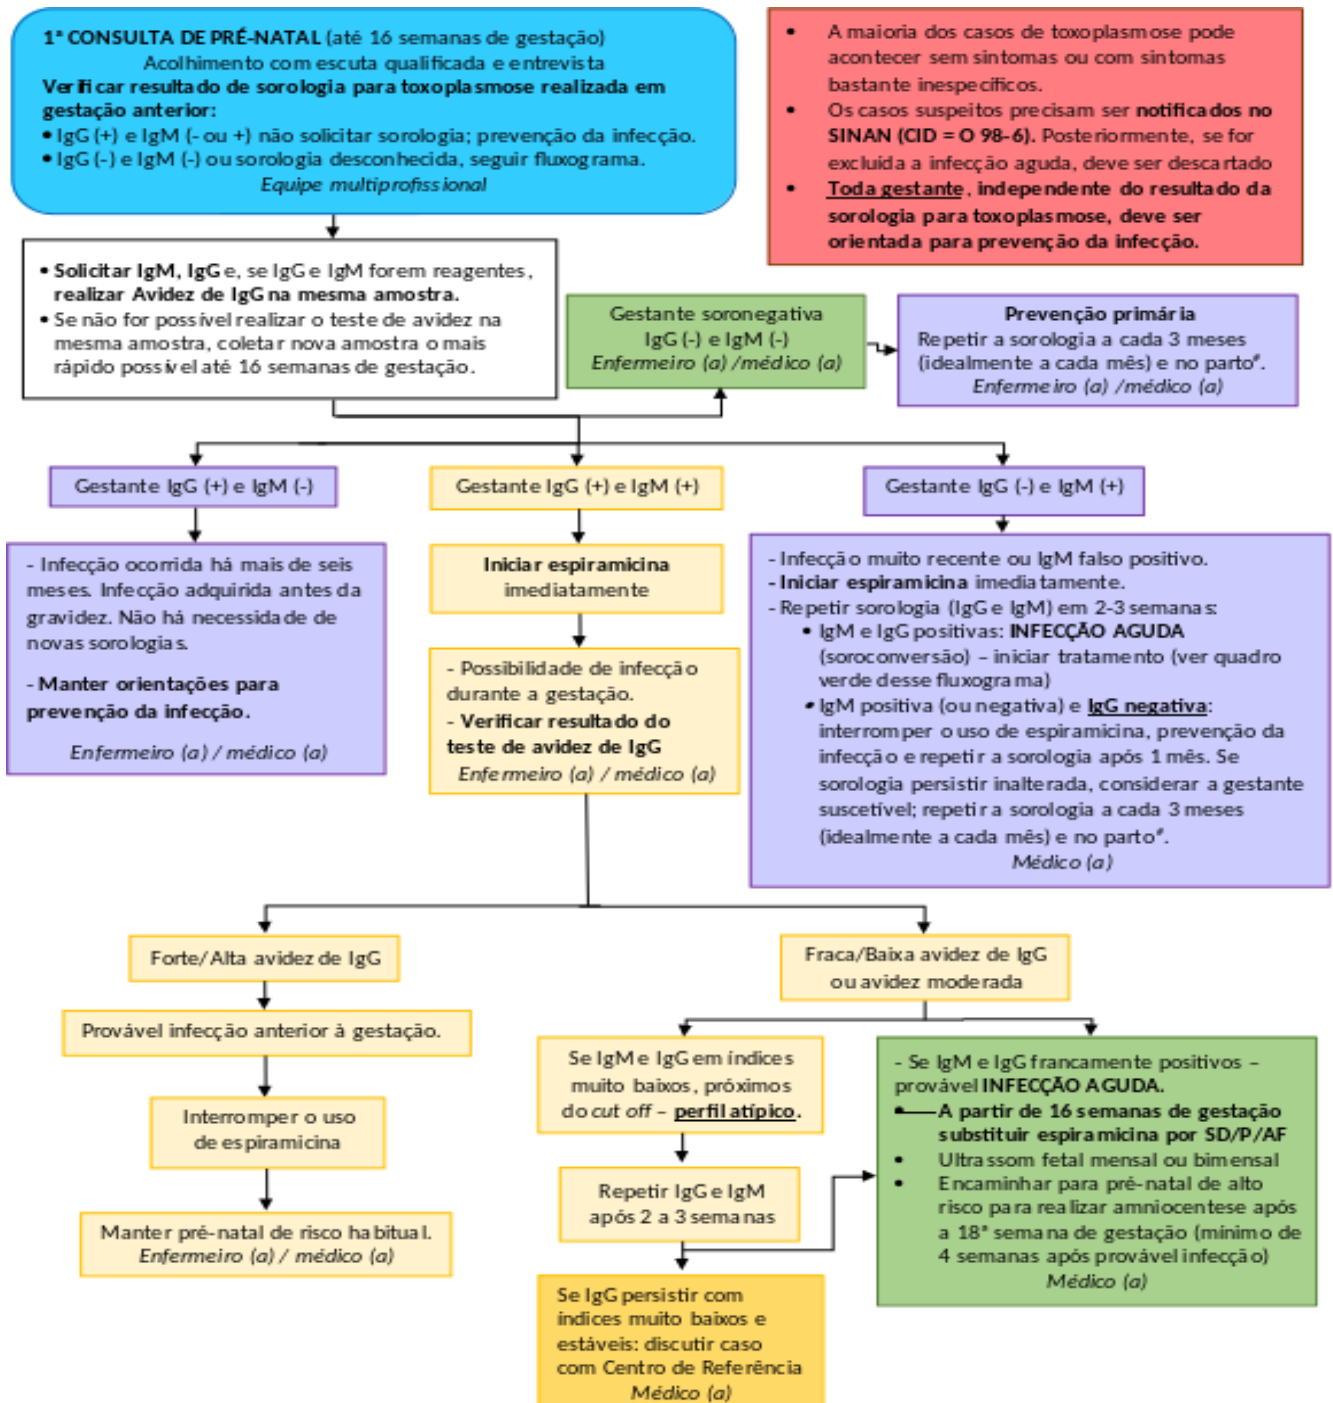 1ª CONSULTA DE PRÉ-NATAL (até 16 semanas de gestação)
Acolhimento com escuta qualificada e entrevista
Verificar resultado de sorologia para toxoplasmose realizada em
gestação anterior:
• IgG (+) e IgM (- ou +) não solicitar sorologia; prevenção da infecção.
• IgG (-) e IgM (-) ou sorologia desconhecida, seguir fluxograma.
Equipe multiprofissional
• A maioria dos casos de toxoplasmose pode
acontecer sem sintomas ou com sintomas
bastante inespecíficos.
• Os casos suspeitos precisam ser notificados no
SINAN (CID = O 98-6). Posteriormente, se for
excluída a infecção aguda, deve ser descartado
• Toda gestante, independente do resultado da
sorologia para toxoplasmose, deve ser
orientada para prevenção da infecção.
• Solicitar IgM, IgG e, se IgG e IgM forem reagentes,
realizar Avidez de IgG na mesma amostra.
• Se não for possível realizar o teste de avidez na
mesma amostra, coletar nova amostra o mais
rápido possível até 16 semanas de gestação.
Gestante soronegativa
IgG (-) e IgM (-)
Enfermeiro (a) /médico (a)
Prevenção primária
Repetir a sorologia a cada 3 meses
(idealmente a cada mês) e no parto#.
Enfermeiro (a) /médico (a)
Gestante IgG (+) e IgM (-)
- Infecção ocorrida há mais de seis
meses. Infecção adquirida antes da
gravidez. Não há necessidade de
novas sorologias.
- Manter orientações para
prevenção da infecção.
Enfermeiro (a) / médico (a)
Gestante IgG (+) e IgM (+)
Iniciar espiramicina
imediatamente
- Possibilidade de infecção
durante a gestação.
- Verificar resultado do
teste de avidez de IgG
Enfermeiro (a) / médico (a)
Gestante IgG (-) e IgM (+)
- Infecção muito recente ou IgM falso positivo.
- Iniciar espiramicina imediatamente.
- Repetir sorologia (IgG e IgM) em 2-3 semanas:
• IgM e IgG positivas: INFECÇÃO AGUDA
(soroconversão) – iniciar tratamento (ver quadro
verde desse fluxograma)
• IgM positiva (ou negativa) e IgG negativa:
interromper o uso de espiramicina, prevenção da
infecção e repetir a sorologia após 1 mês. Se
sorologia persistir inalterada, considerar a gestante
suscetível; repetir a sorologia a cada 3 meses
(idealmente a cada mês) e no parto#.
Médico (a)
Forte/Alta avidez de IgG
Provável infecção anterior à gestação.
Interromper o uso
de espiramicina
Manter pré-natal de risco habitual.
Enfermeiro (a) / médico (a)
Fraca/Baixa avidez de IgG
ou avidez moderada
Se IgM e IgG em índices
muito baixos, próximos
do cut off – perfil atípico.
Repetir IgG e IgM
após 2 a 3 semanas
Se IgG persistir com
índices muito baixos e
estáveis: discutir caso
com Centro de Referência
Médico (a)
- Se IgM e IgG francamente positivos –
provável INFECÇÃO AGUDA.
• A partir de 16 semanas de gestação
substituir espiramicina por SD/P/AF
• Ultrassom fetal mensal ou bimensal
• Encaminhar para pré-natal de alto
risco para realizar amniocentese após
a 18ª semana de gestação (mínimo de
4 semanas após provável infecção)
Médico (a)